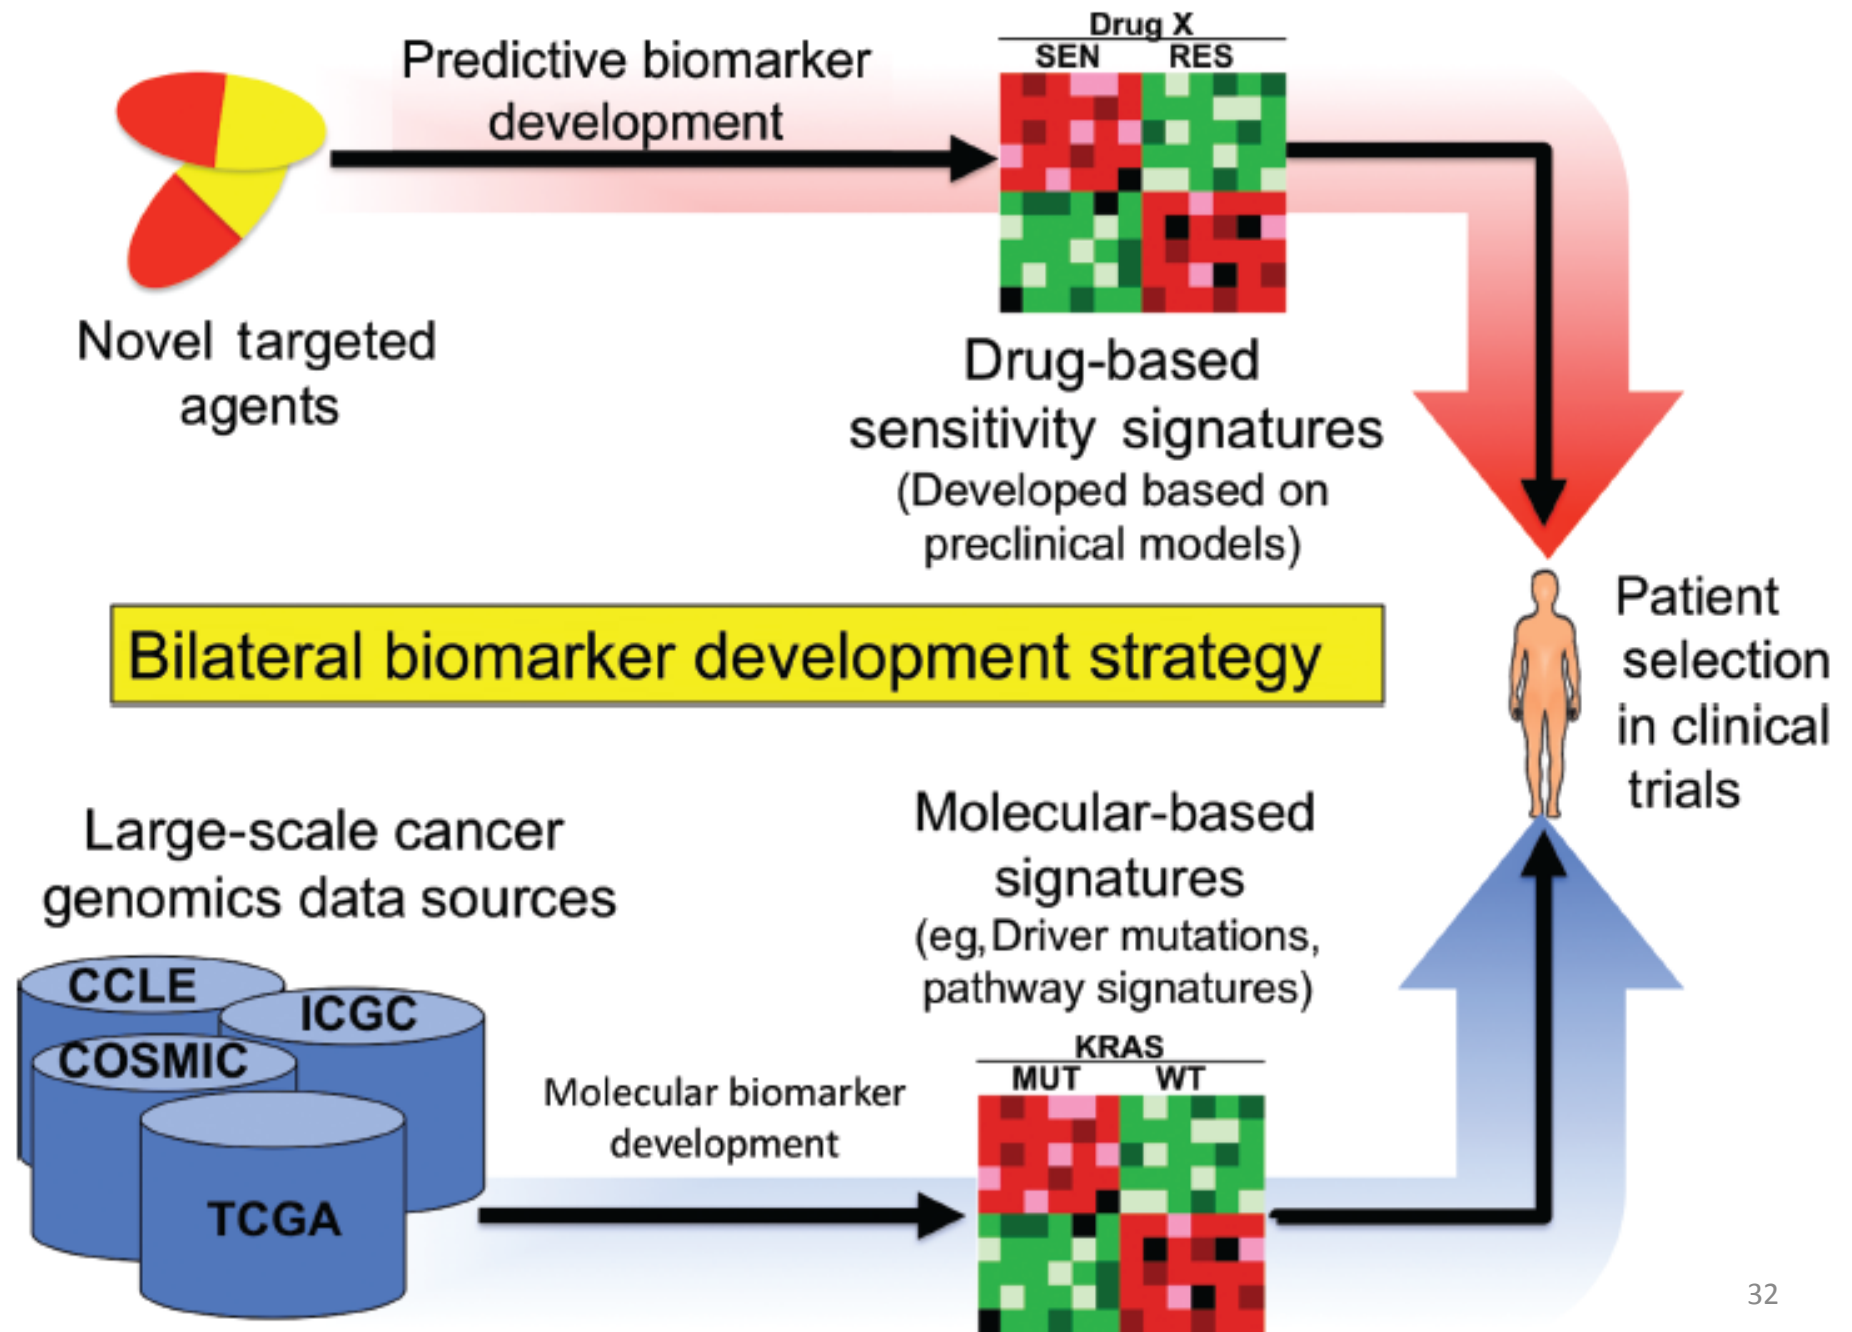 Drug X
SEN RES
Predictive biomarker
development
Novel targeted
agents
Drug-based
sensitivity signatures
(Developed based on
preclinical models)
Bilateral biomarker development strategy
Patient
selection
in clinical
trials
Large-scale cancer
genomics data sources
CCLE
ICGC
COSMIC
TCGA
Molecular biomarker
development
Molecular-based
signatures
(eg, Driver mutations,
pathway signatures)
KRAS
MUT WT
32